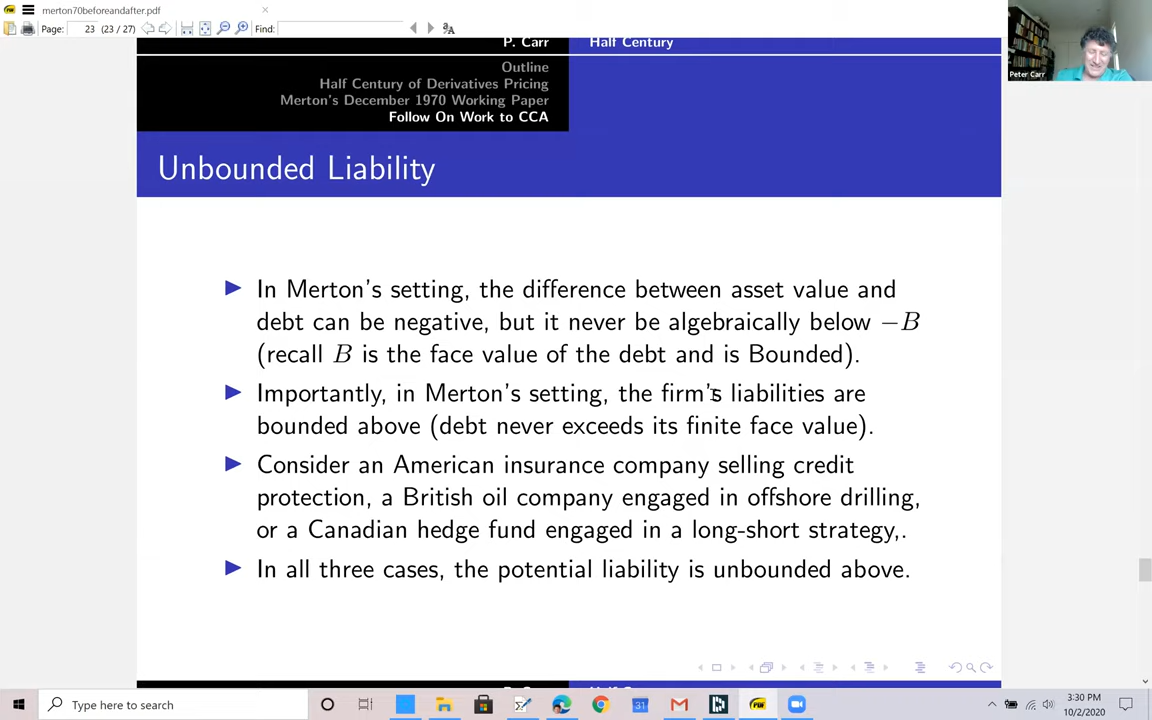 merton70beforeandafter.pdf
Page: 23 (23 / 27) Find:
P. Carr Half Century
Outline
Half Century of Derivatives Pricing
Merton's December 1970 Working Paper
Follow On Work to CCA
Unbounded Liability
In Merton's setting, the difference between asset value and
debt can be negative, but it never be algebraically below −B
(recall B is the face value of the debt and is Bounded).
Importantly, in Merton's setting, the firm's liabilities are
bounded above (debt never exceeds its finite face value).
Consider an American insurance company selling credit
protection, a British oil company engaged in offshore drilling,
or a Canadian hedge fund engaged in a long-short strategy,.
In all three cases, the potential liability is unbounded above.
Peter Carr
Type here to search
31
3:30 PM
10/2/2020